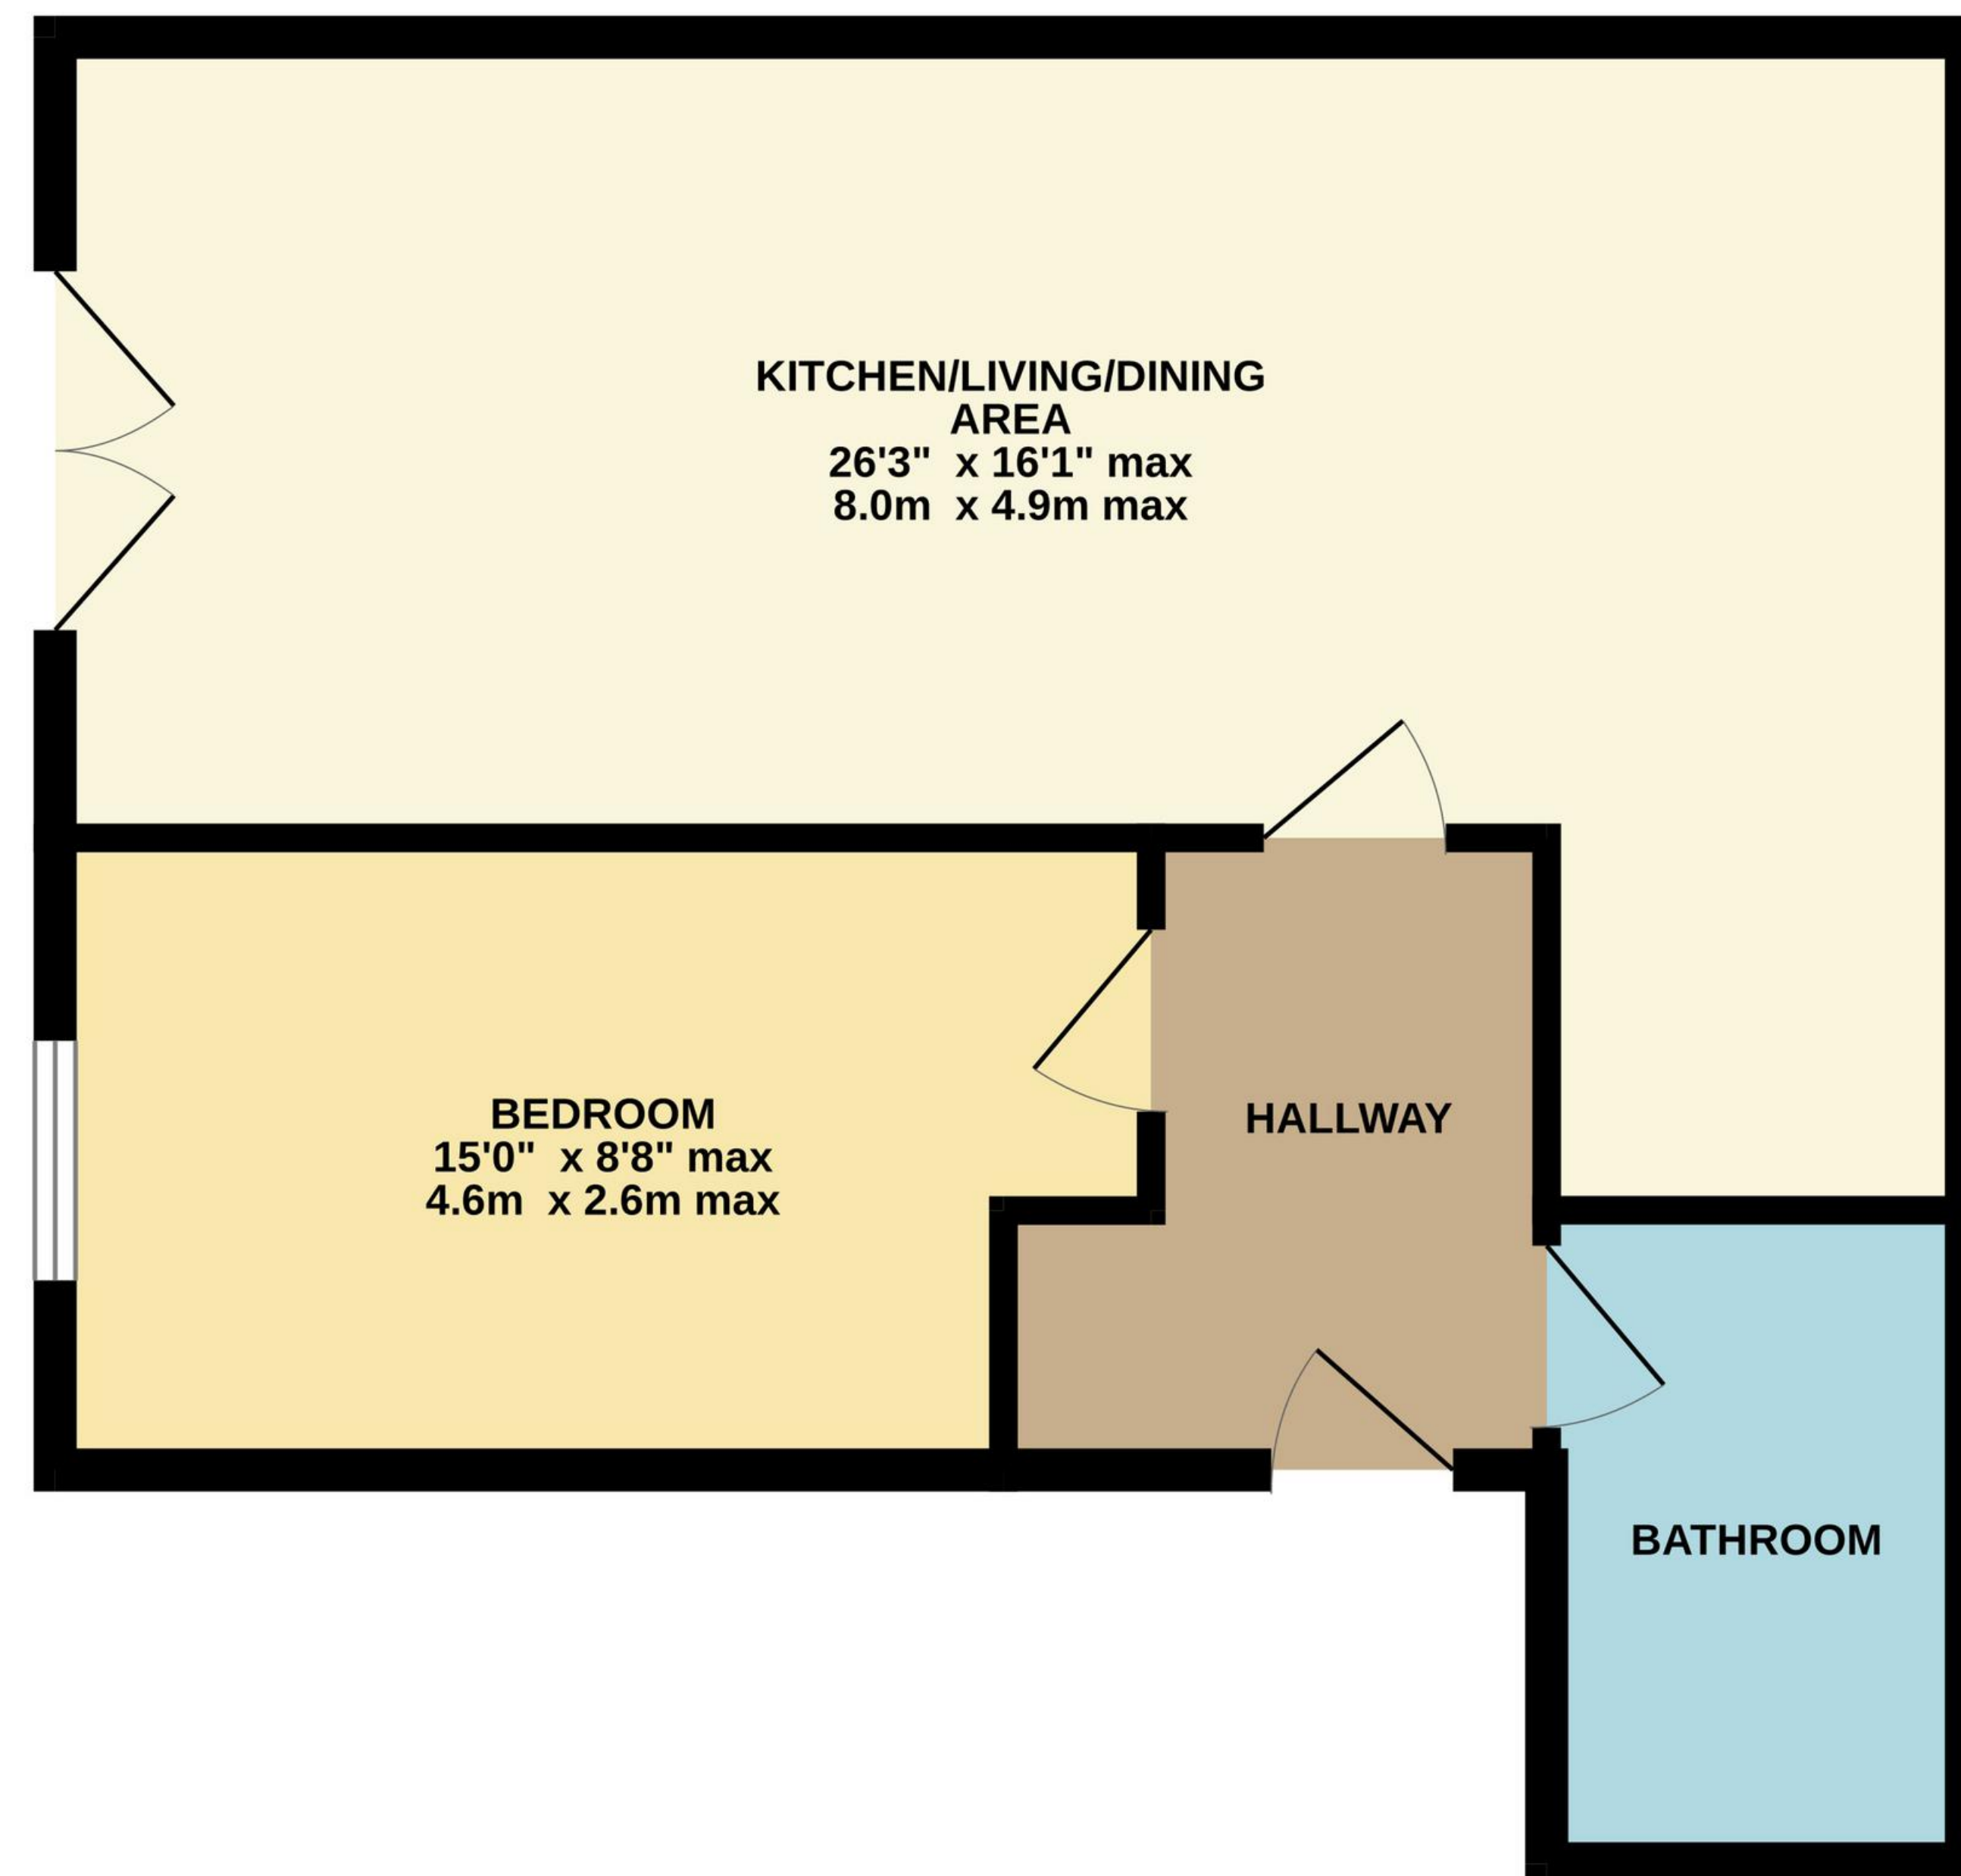 KITCHEN/LIVING/DINING
AREA
26'3" x 16'1" max
8.0m x 4.9m max
BEDROOM
15'0" x 8'8" max
4.6m x 2.6m max
HALLWAY
BATHROOM